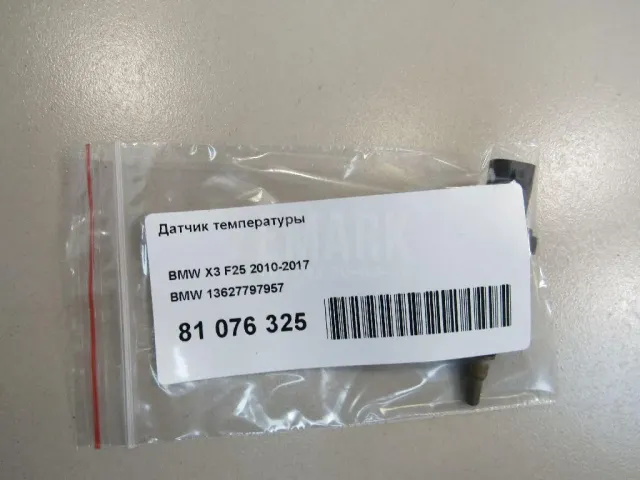 Датчик температуры
BMW X3 F25 2010-2017
BMW 13627797957
81 076 325